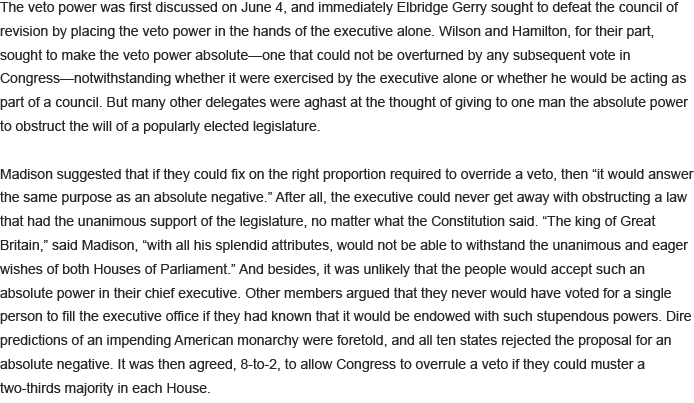 The veto power was first discussed on June 4, and immediately Elbridge Gerry sought to defeat the council of
revision by placing the veto power in the hands of the executive alone. Wilson and Hamilton, for their part,
sought to make the veto power absolute—one that could not be overturned by any subsequent vote in
Congress—notwithstanding whether it were exercised by the executive alone or whether he would be acting as
part of a council. But many other delegates were aghast at the thought of giving to one man the absolute power
to obstruct the will of a popularly elected legislature.
Madison suggested that if they could fix on the right proportion required to override a veto, then “it would answer
the same purpose as an absolute negative.” After all, the executive could never get away with obstructing a law
that had the unanimous support of the legislature, no matter what the Constitution said. “The king of Great
Britain,” said Madison, “with all his splendid attributes, would not be able to withstand the unanimous and eager
wishes of both Houses of Parliament.” And besides, it was unlikely that the people would accept such an
absolute power in their chief executive. Other members argued that they never would have voted for a single
person to fill the executive office if they had known that it would be endowed with such stupendous powers. Dire
predictions of an impending American monarchy were foretold, and all ten states rejected the proposal for an
absolute negative. It was then agreed, 8-to-2, to allow Congress to overrule a veto if they could muster a
two-thirds majority in each House.